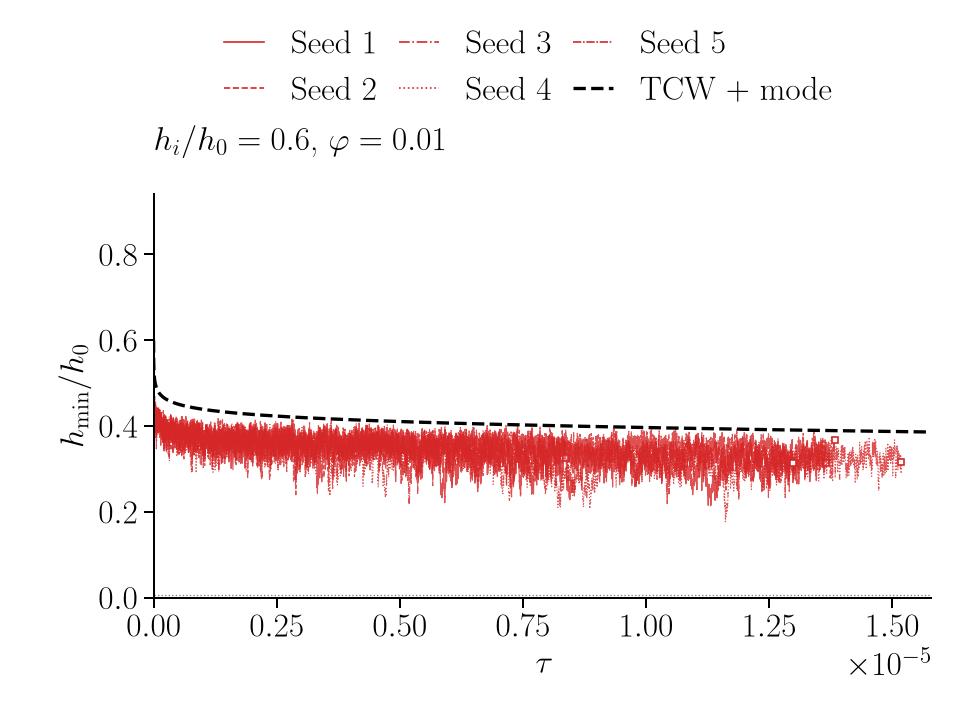 Seed 1 Seed 3 Seed 5
Seed 2 Seed 4 TCW + mode
h_i/h_0 = 0.6, φ = 0.01
0.8
0.6
0.4
0.2
0.0
h_min/h_0
0.00 0.25 0.50 0.75 1.00 1.25 1.50
τ
×10^{-5}